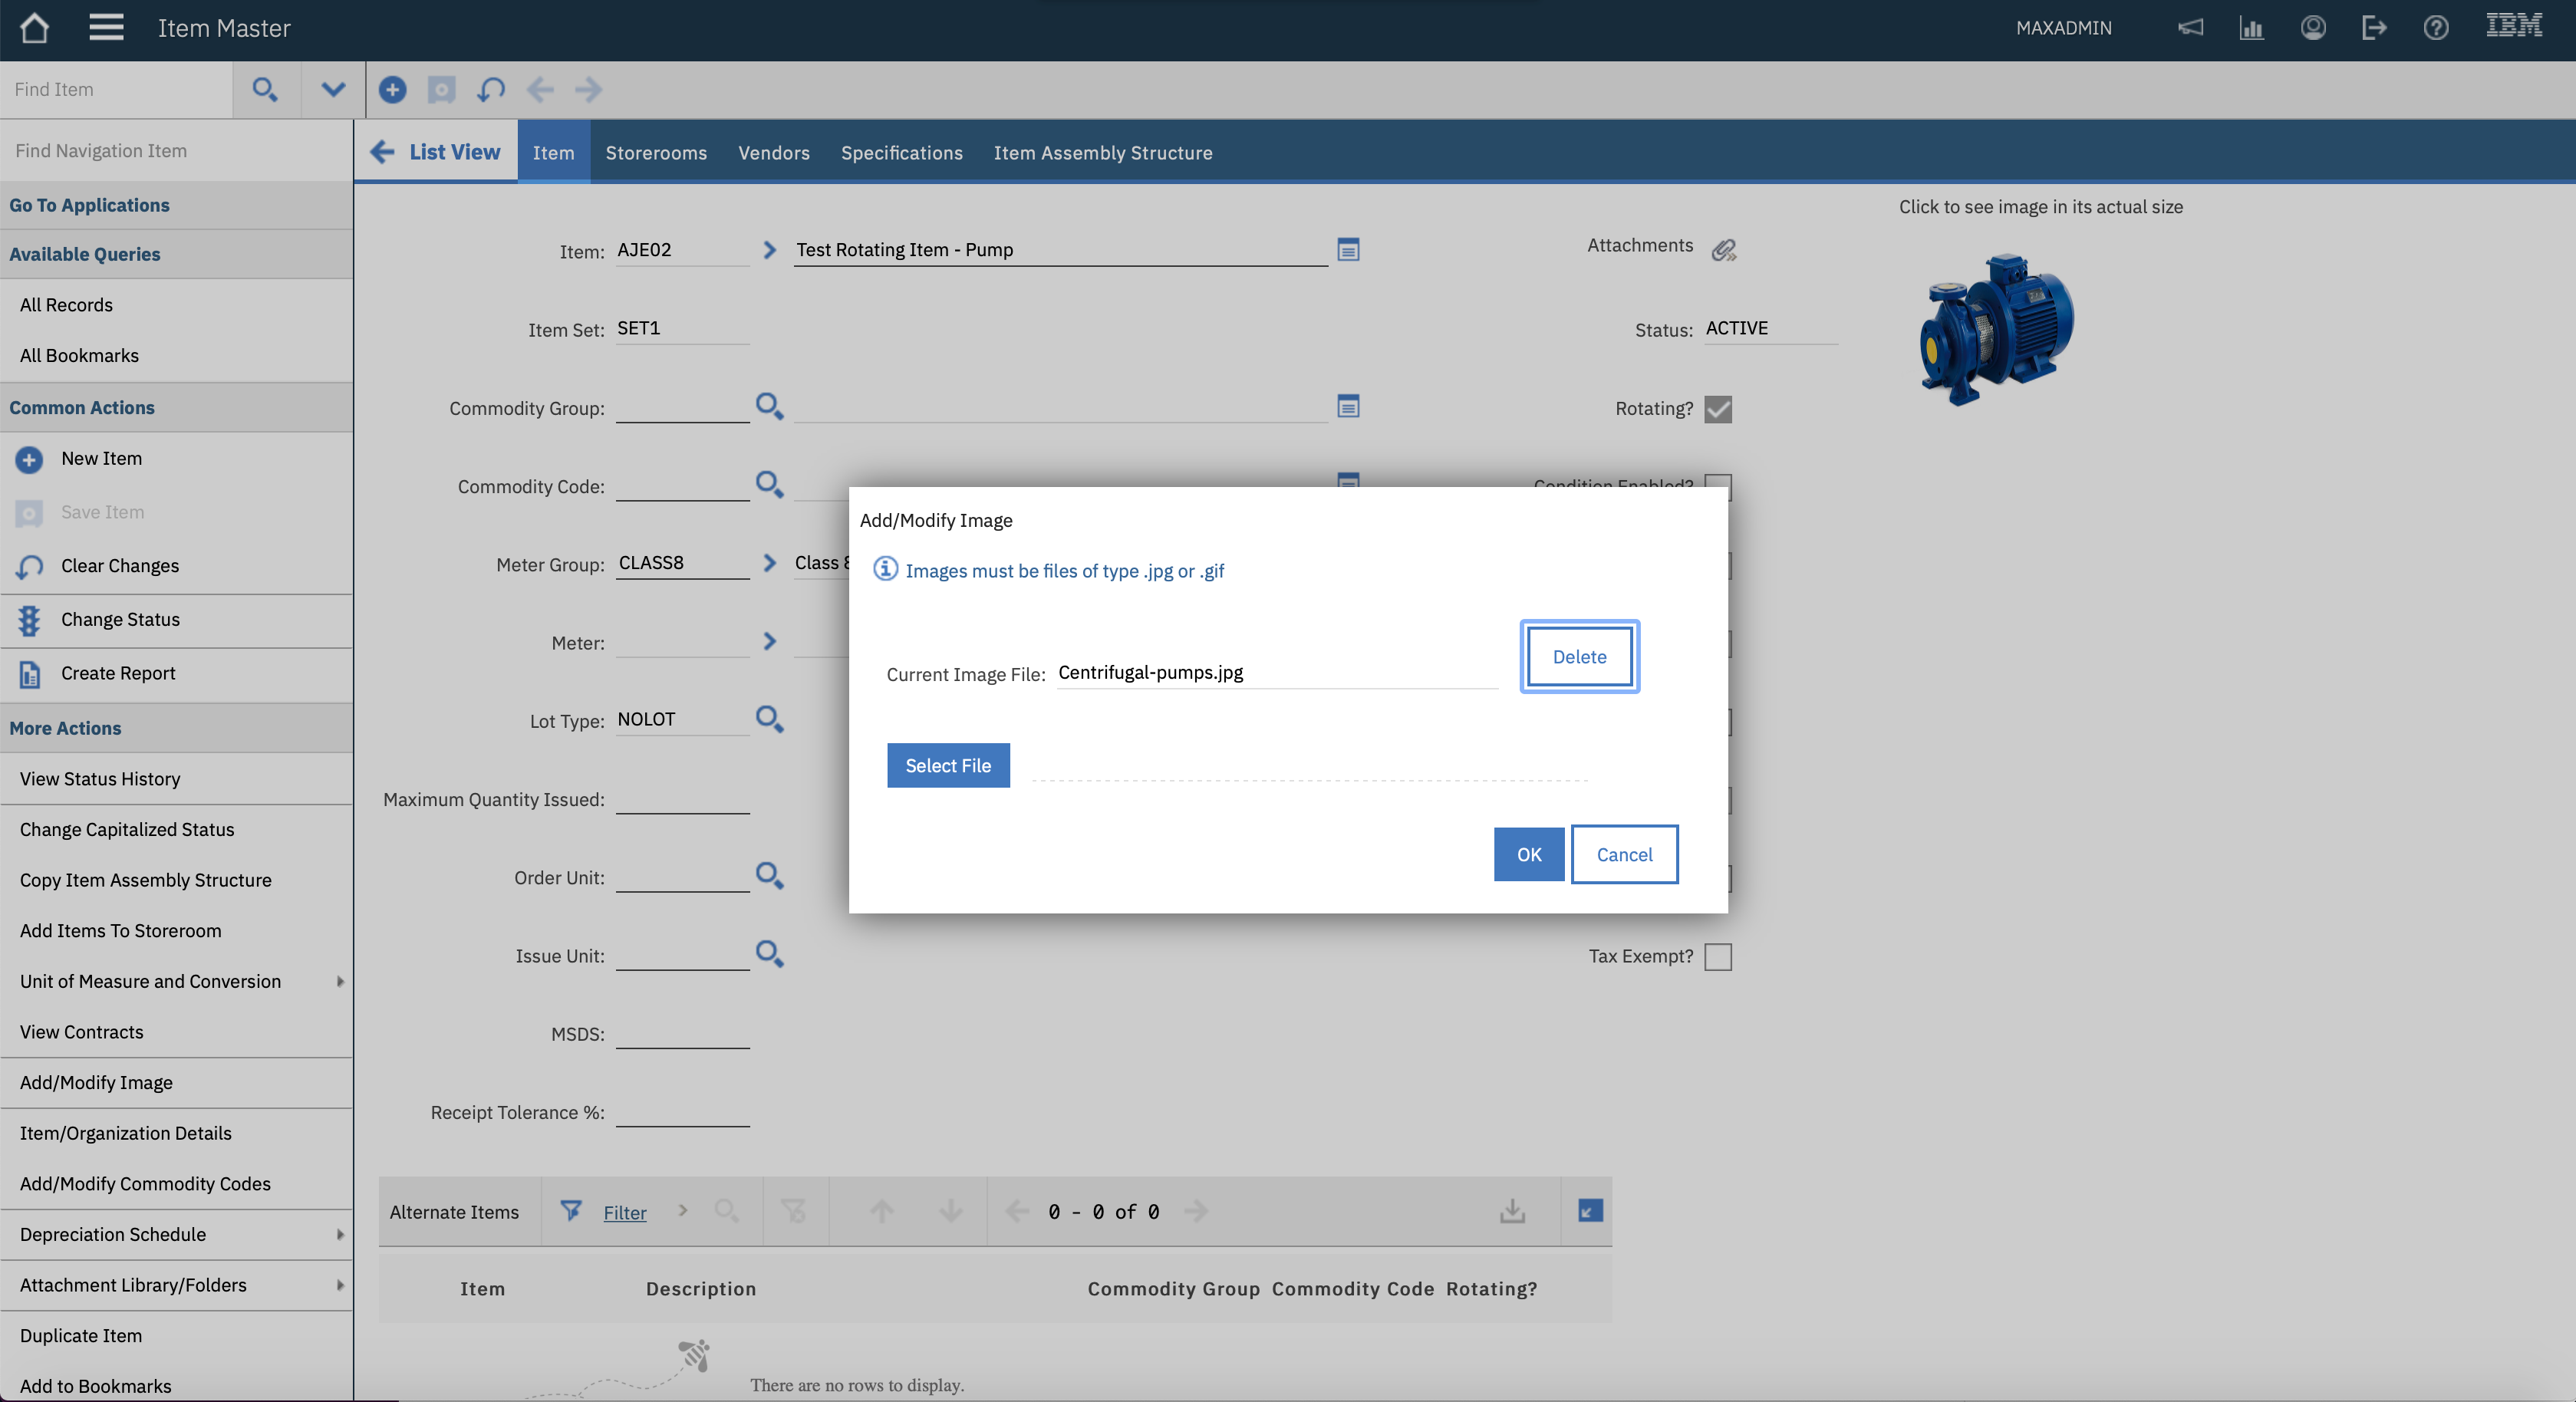 Item Master
MAXADMIN
IBM
Find Item
Find Navigation Item
Go To Applications
Available Queries
All Records
All Bookmarks
Common Actions
New Item
Save Item
Clear Changes
Change Status
Create Report
More Actions
View Status History
Change Capitalized Status
Copy Item Assembly Structure
Add Items To Storeroom
Unit of Measure and Conversion
View Contracts
Add/Modify Image
Item/Organization Details
Add/Modify Commodity Codes
Depreciation Schedule
Attachment Library/Folders
Duplicate Item
Add to Bookmarks
List View Item Storerooms Vendors Specifications Item Assembly Structure
Click to see image in its actual size
Item: AJE02 Test Rotating Item - Pump Attachments
Item Set: SET1 Status: ACTIVE
Commodity Group: Rotating?
Commodity Code: Condition Enabled?
Meter Group: CLASS8 Class 8
Meter:
Lot Type: NOLOT
Maximum Quantity Issued:
Order Unit:
Issue Unit: Tax Exempt?
MSDS:
Receipt Tolerance %:
Add/Modify Image
Images must be files of type .jpg or .gif
Current Image File: Centrifugal-pumps.jpg Delete
Select File
OK Cancel
Alternate Items Filter 0 - 0 of 0
Item Description Commodity Group Commodity Code Rotating?
There are no rows to display.